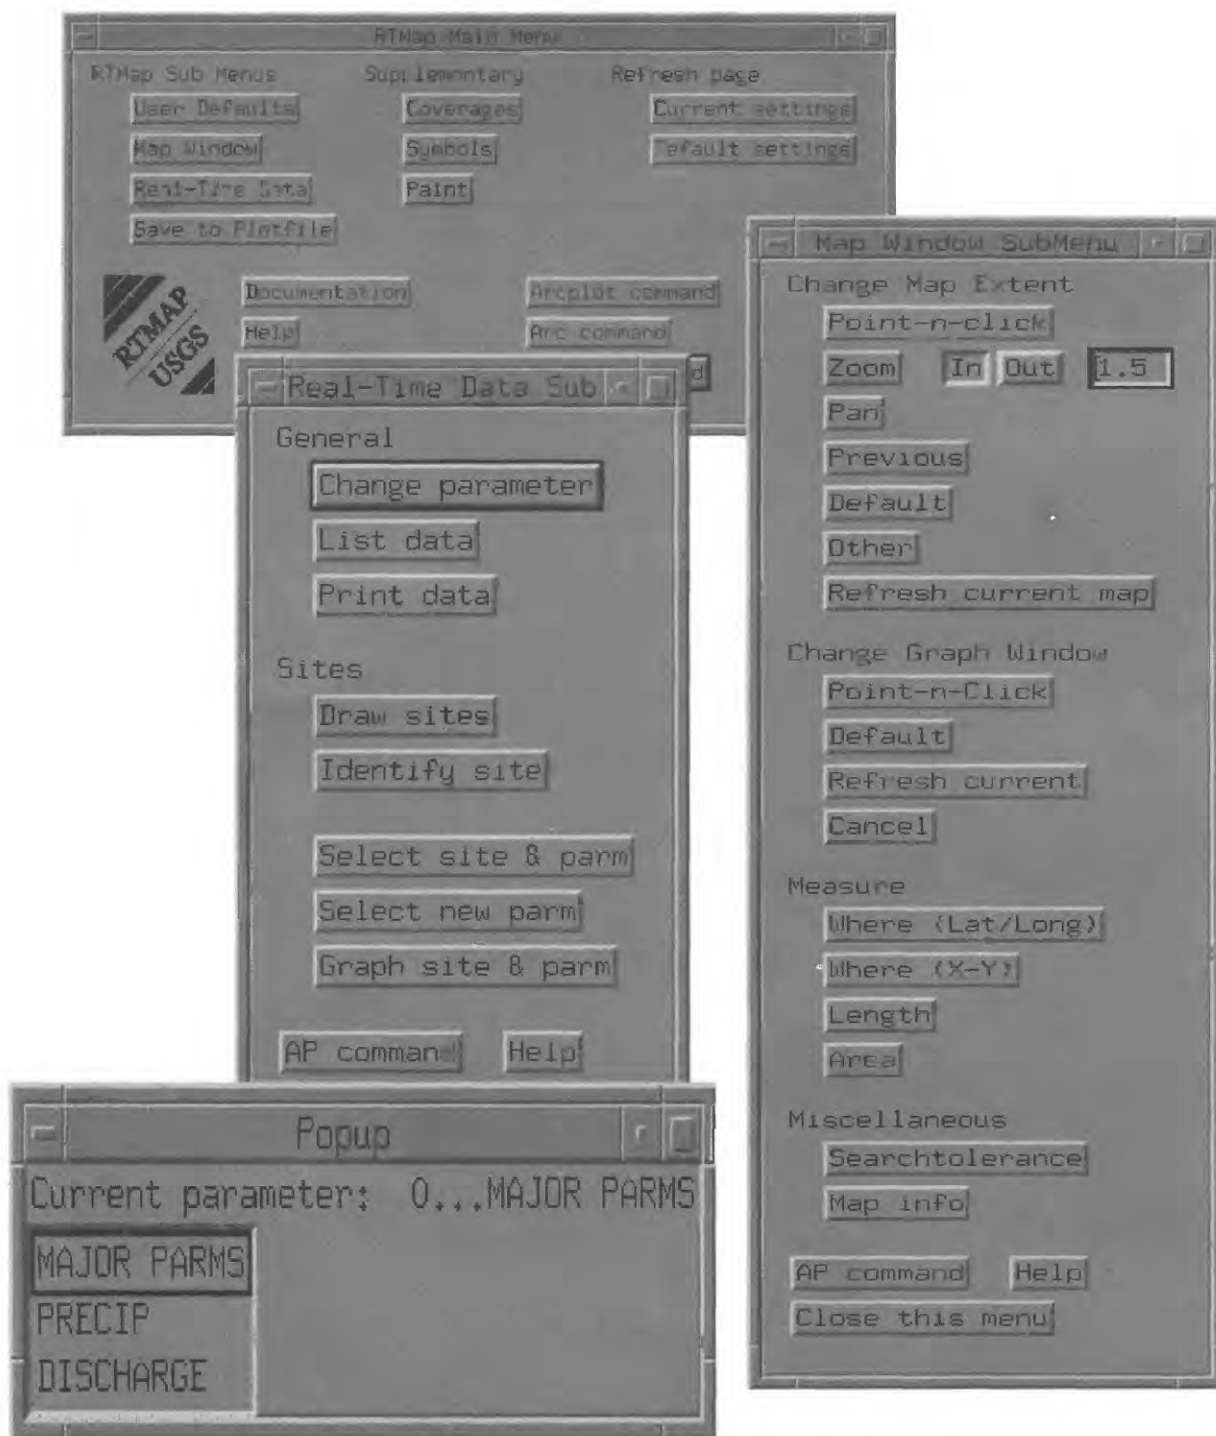 RTMap Main Menu
RTMap Sub Menus
User Defaults
Map Window
Real-Time Data
Save to Plotfile
Supplementary
Coverages
Symbols
Paint
Refresh page
Current settings
Default settings
RTMAP
USGS
Documentation
Help
Arcplot command
Arc command
d
Real-Time Data Sub
General
Change parameter
List data
Print data
Sites
Draw sites
Identify site
Select site & parm
Select new parm
Graph site & parm
AP command Help
Popup
Current parameter: 0...MAJOR PARMS
MAJOR PARMS
PRECIP
DISCHARGE
Map Window SubMenu
Change Map Extent
Point-n-click
Zoom In Out 1.5
Pan
Previous
Default
Other
Refresh current map
Change Graph Window
Point-n-Click
Default
Refresh current
Cancel
Measure
Where (Lat/Long)
Where (X-Y)
Length
Area
Miscellaneous
Searchtolerance
Map info
AP command Help
Close this menu